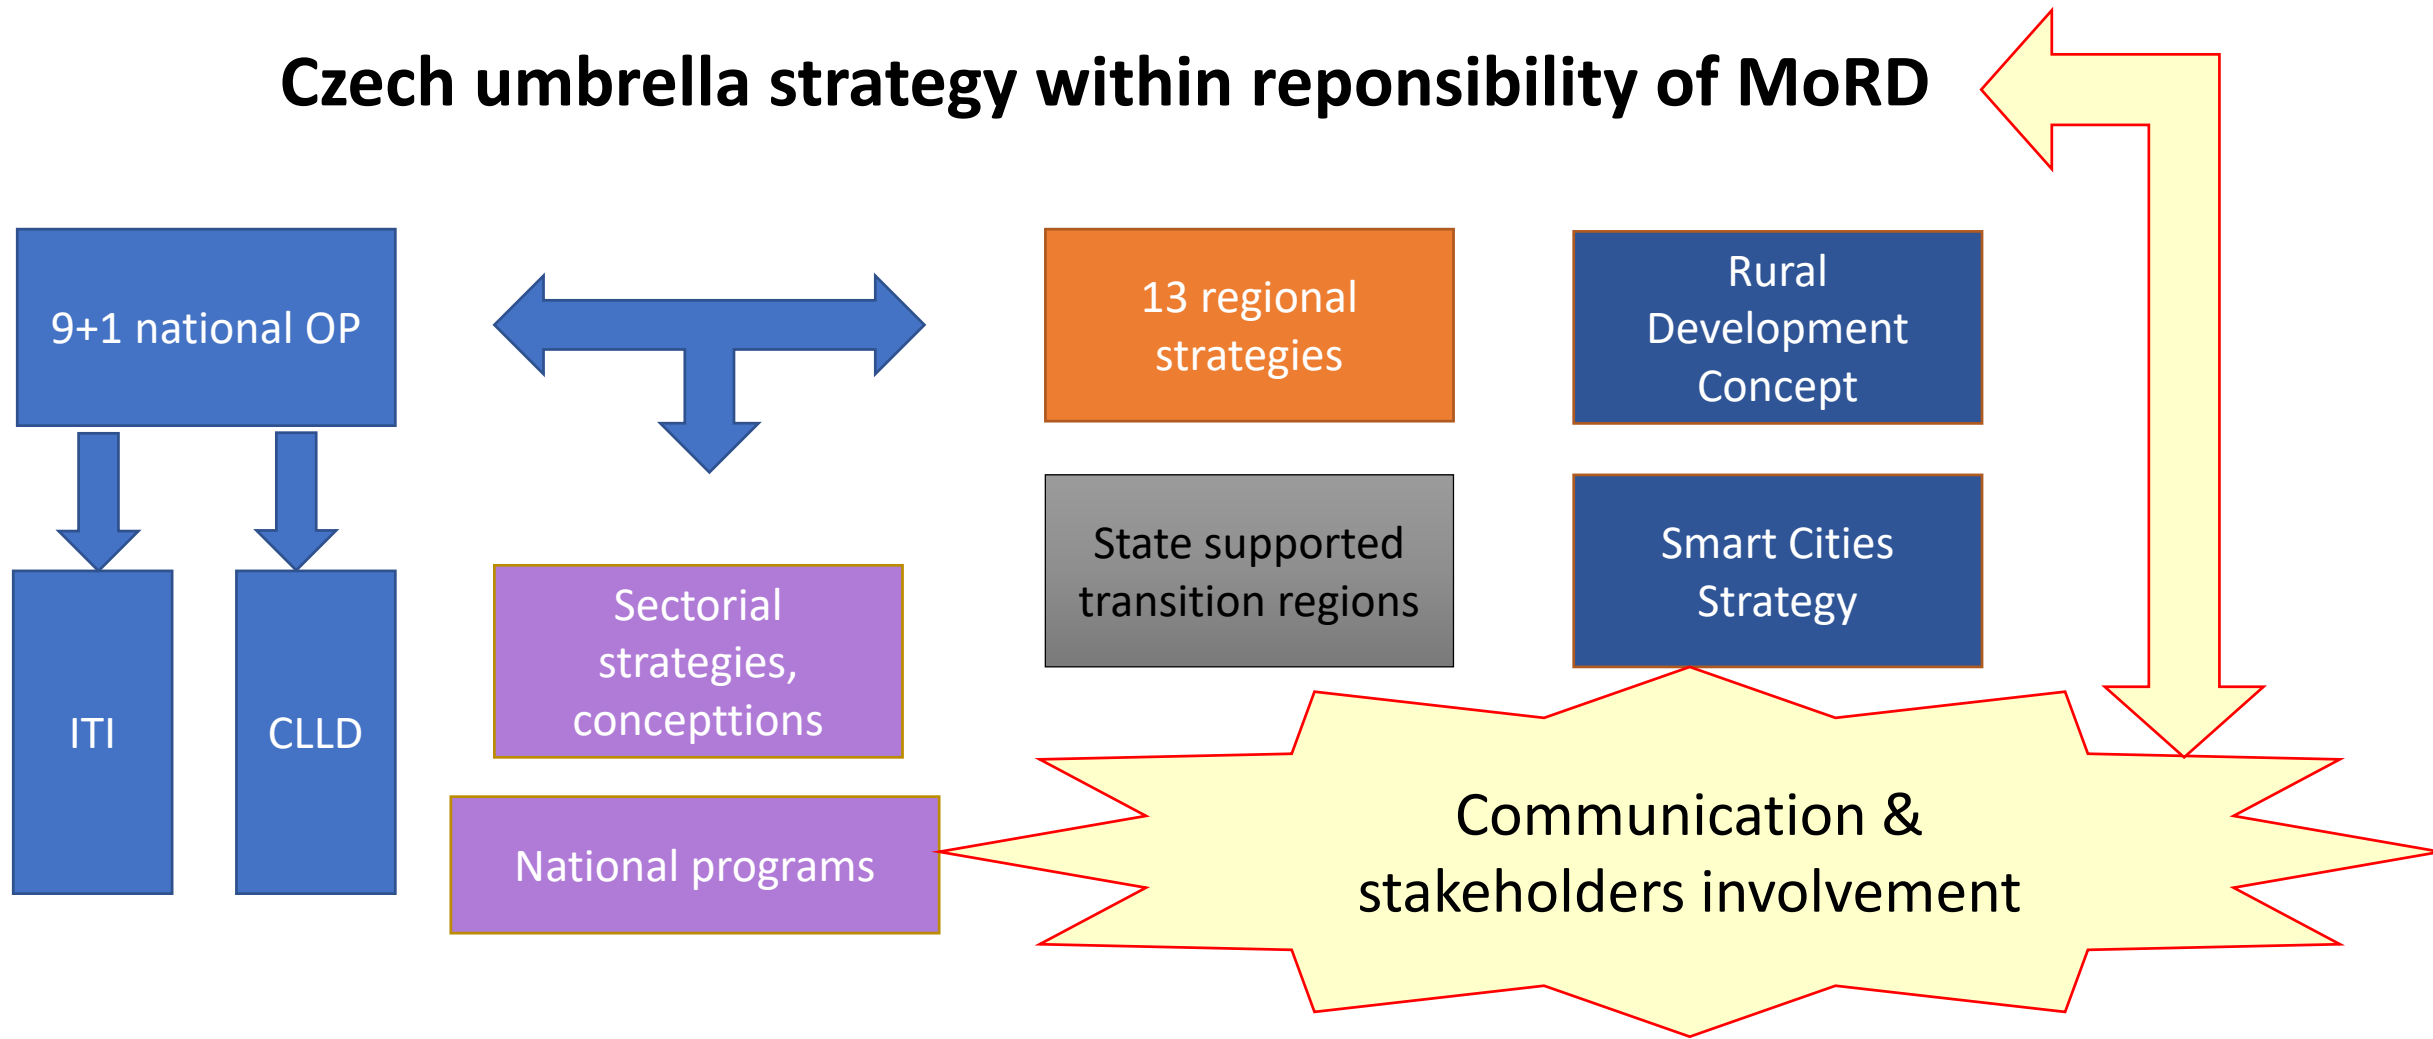 Czech umbrella strategy within reponsibility of MoRD
9+1 national OP
13 regional
strategies
Rural
Development
Concept
State supported
transition regions
Smart Cities
Strategy
ITI
CLLD
Sectorial
strategies,
concepttions
National programs
Communication &
stakeholders involvement